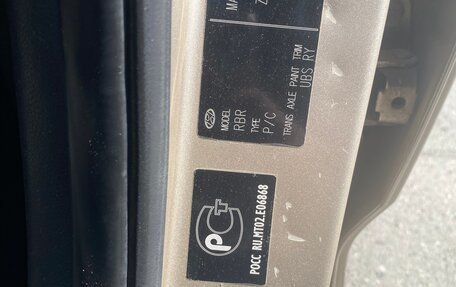 MODEL
RBR
TYPE
P/C
TRANS AXLE PAINT TRIM
UBS RY
РСТ
РОСС RU.МТ02.Е06868